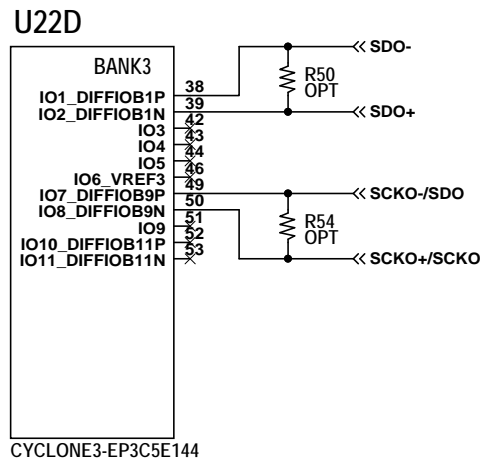 U22D
BANK3
IO1_DIFFIOB1P 38
IO2_DIFFIOB1N 39
IO3 42
IO4 43
IO5 44
IO6_VREF3 46
IO7_DIFFIOB9P 49
IO8_DIFFIOB9N 50
IO9 51
IO10_DIFFIOB11P 52
IO11_DIFFIOB11N 53
CYCLONE3-EP3C5E144
SDO-
R50
OPT
SDO+
SCKO-/SDO
R54
OPT
SCKO+/SCKO